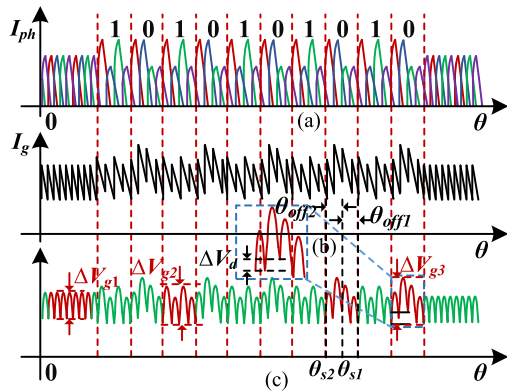 I_ph 1 0 1 0 1 0 1 0 1 0
0 (a) θ
I_g
θ_off2 θ_off1
0 (b) θ
ΔV_d
ΔV_g1 ΔV_g2 ΔV_g3
θ_s2 θ_s1
0 (c) θ